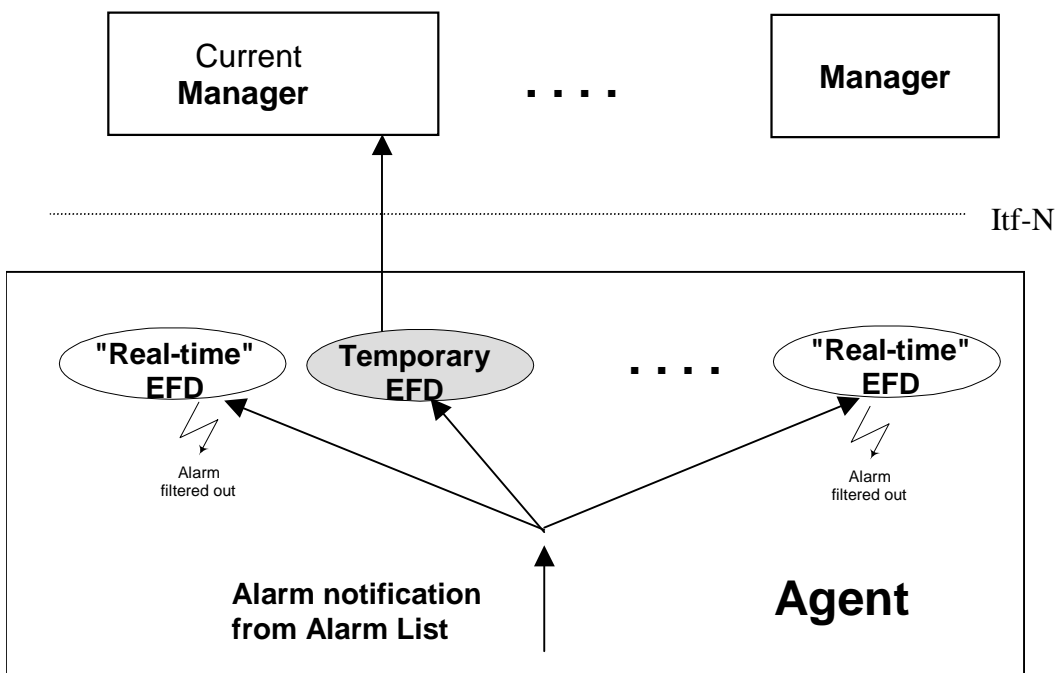 Current
Manager
. . . .
Manager
Itf-N
"Real-time"
EFD
Temporary
EFD
. . . .
"Real-time"
EFD
Alarm
filtered out
Alarm
filtered out
Alarm notification
from Alarm List
Agent